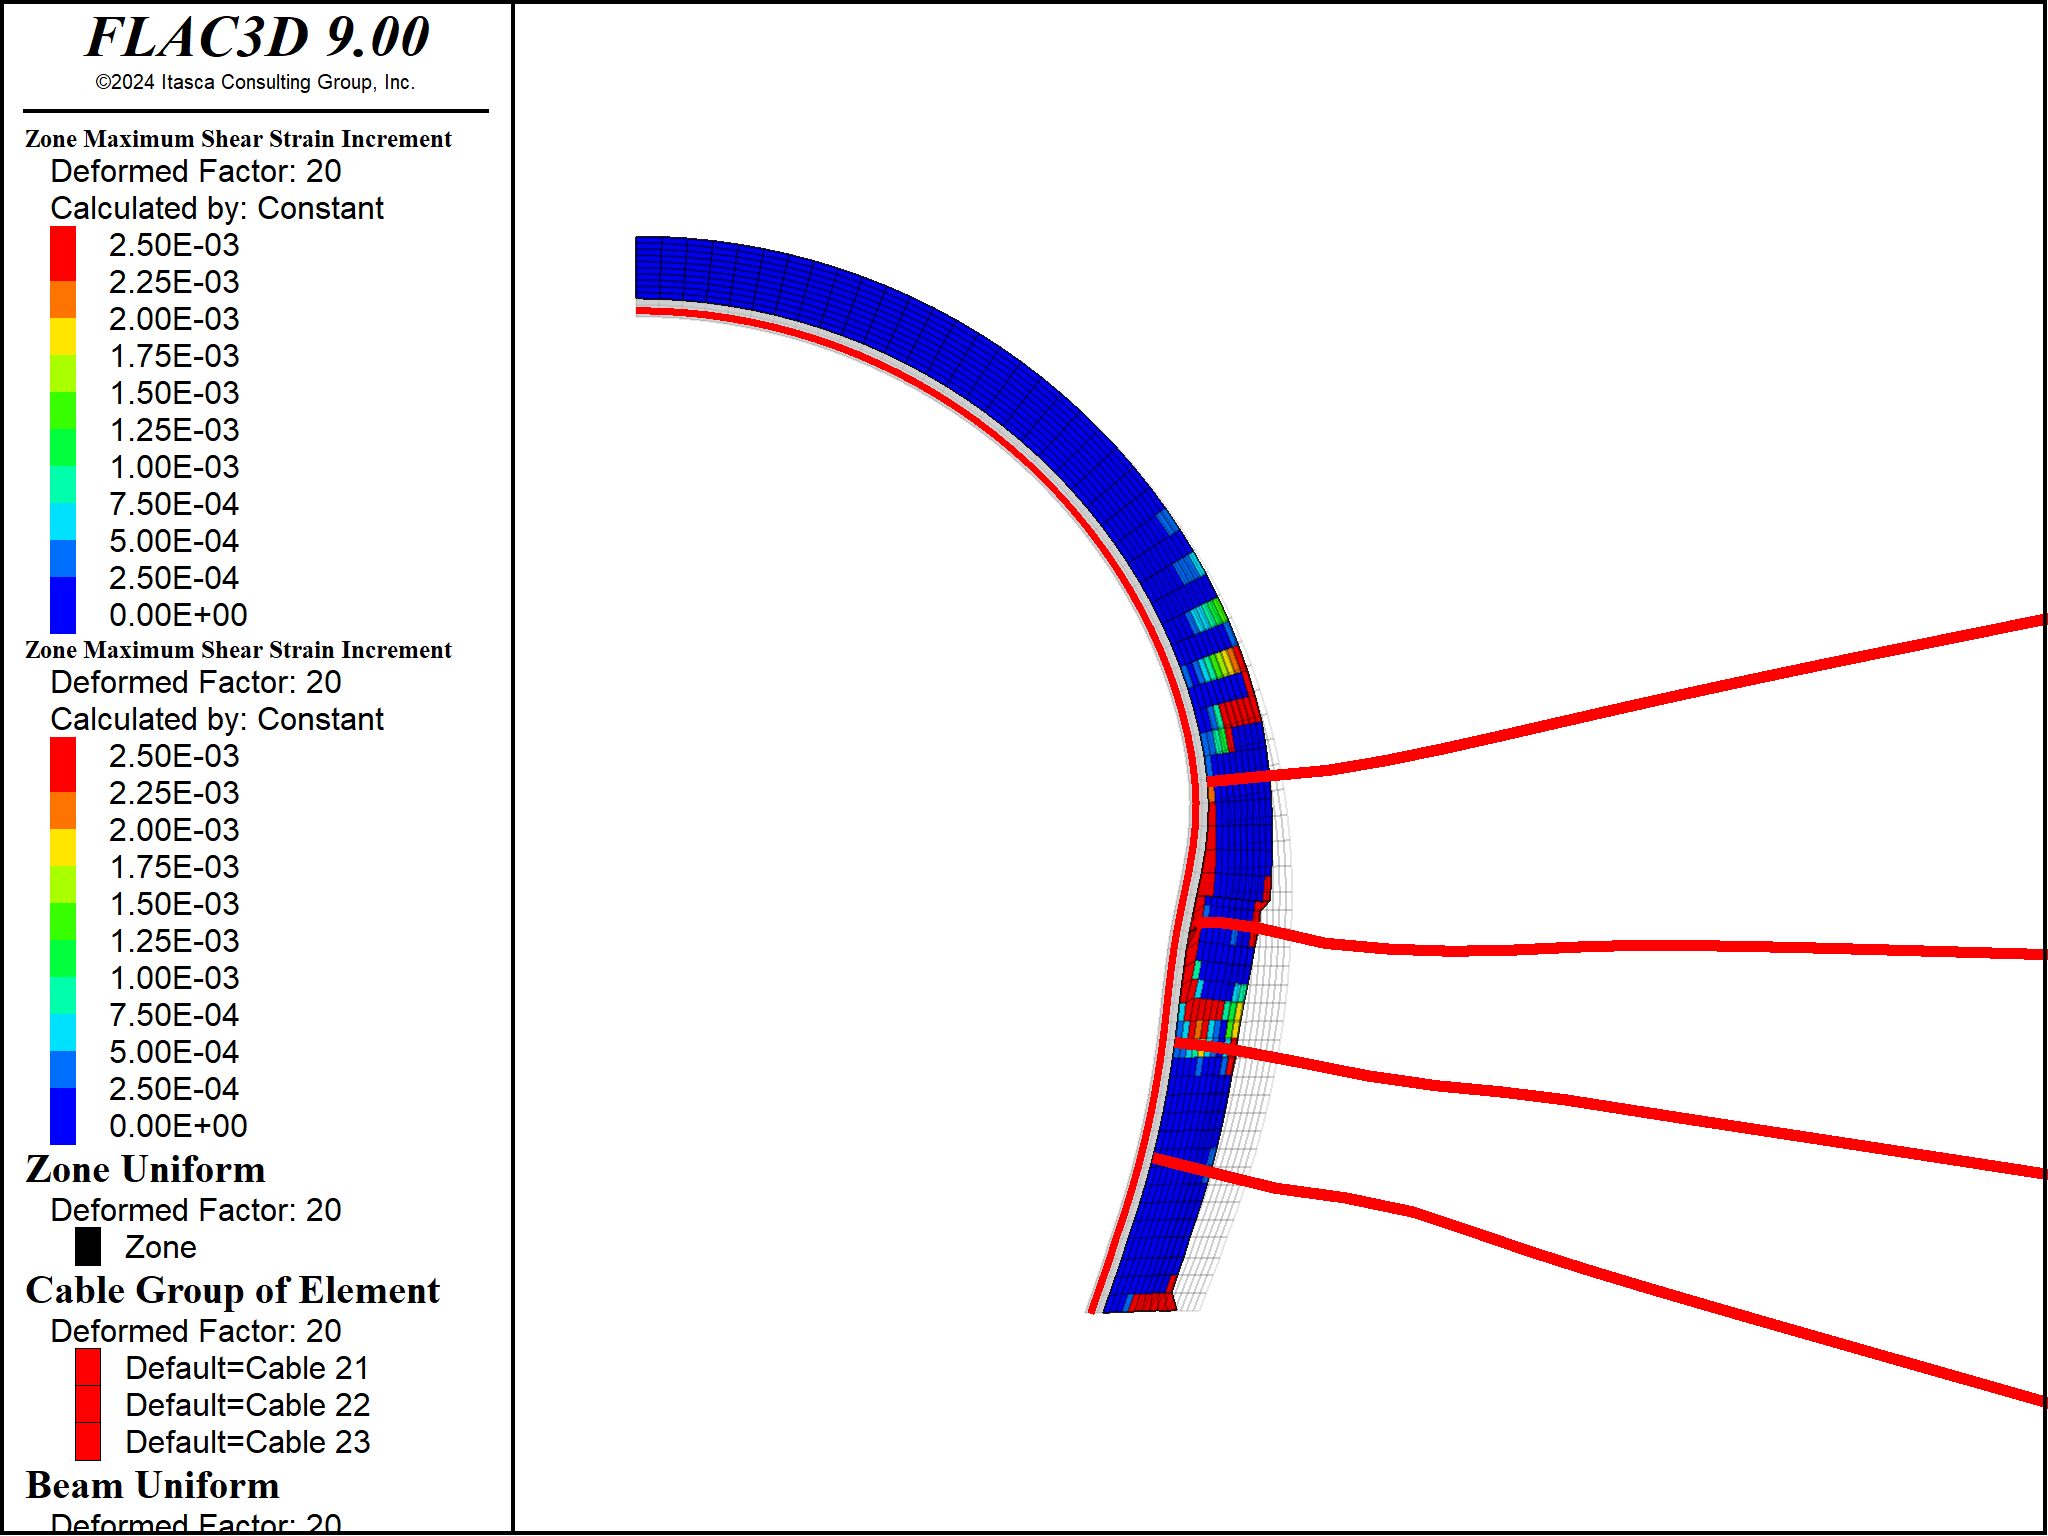 FLAC3D 9.00
©2024 Itasca Consulting Group, Inc.
Zone Maximum Shear Strain Increment
Deformed Factor: 20
Calculated by: Constant
2.50E-03
2.25E-03
2.00E-03
1.75E-03
1.50E-03
1.25E-03
1.00E-03
7.50E-04
5.00E-04
2.50E-04
0.00E+00
Zone Maximum Shear Strain Increment
Deformed Factor: 20
Calculated by: Constant
2.50E-03
2.25E-03
2.00E-03
1.75E-03
1.50E-03
1.25E-03
1.00E-03
7.50E-04
5.00E-04
2.50E-04
0.00E+00
Zone Uniform
Deformed Factor: 20
Zone
Cable Group of Element
Deformed Factor: 20
Default=Cable 21
Default=Cable 22
Default=Cable 23
Beam Uniform
Deformed Factor: 20